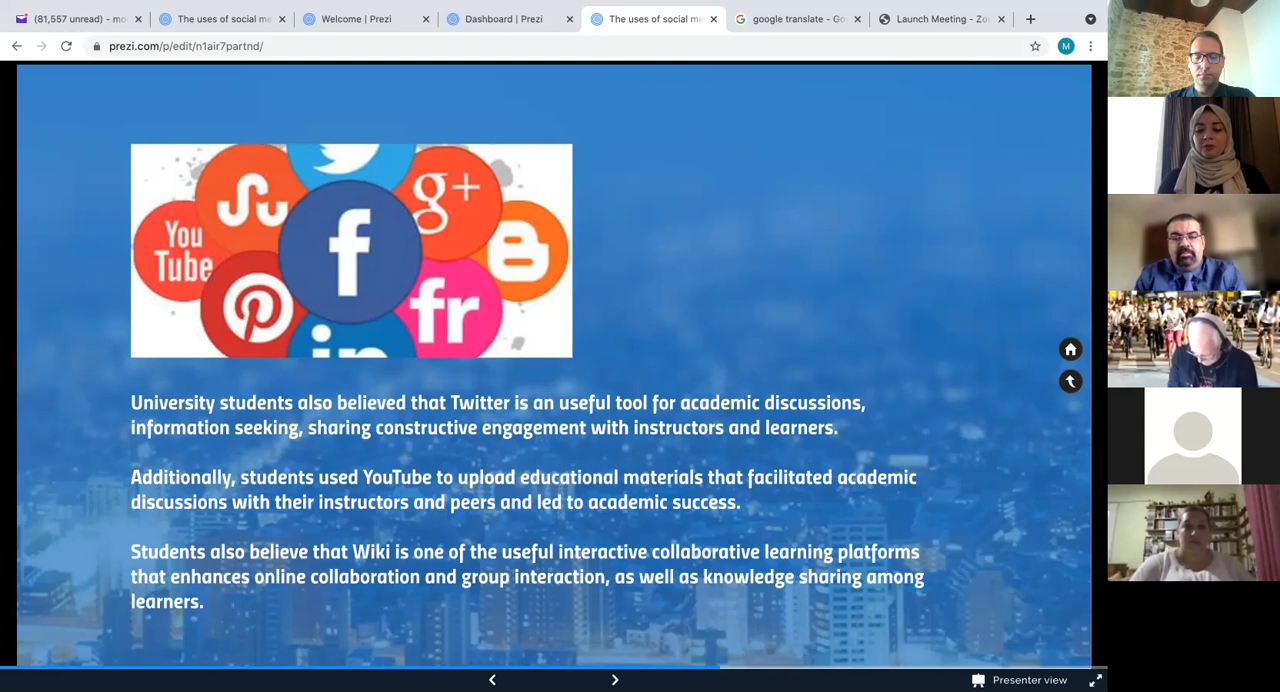 (81,557 unread) - mo
The uses of social me
Welcome | Prezi
Dashboard | Prezi
The uses of social me
google translate - Go
Launch Meeting - Zo
prezi.com/p/edit/n1air7partnd/
M
g+
You
Tube
f
B
fr
in
University students also believed that Twitter is an useful tool for academic discussions,
information seeking, sharing constructive engagement with instructors and learners.
Additionally, students used YouTube to upload educational materials that facilitated academic
discussions with their instructors and peers and led to academic success.
Students also believe that Wiki is one of the useful interactive collaborative learning platforms
that enhances online collaboration and group interaction, as well as knowledge sharing among
learners.
Presenter view